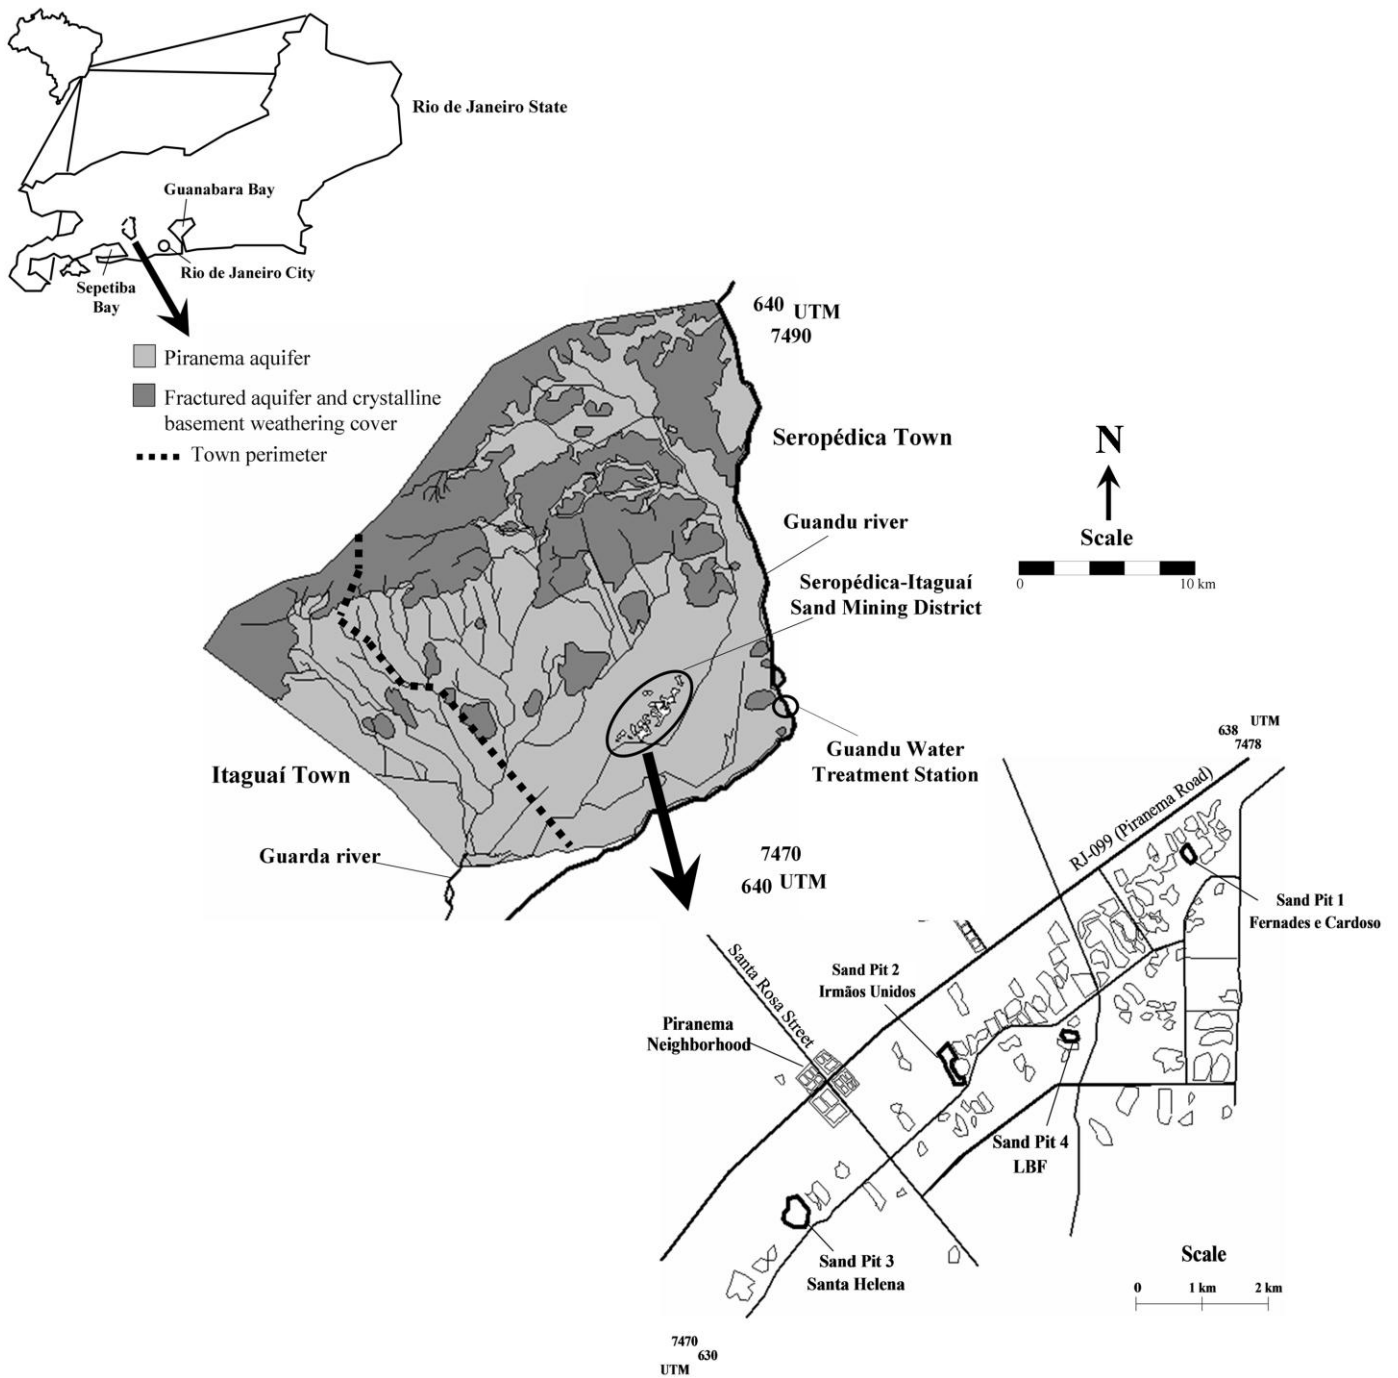 Rio de Janeiro State
Guanabara Bay
Rio de Janeiro City
Sepetiba
Bay
Piranema aquifer
Fractured aquifer and crystalline
basement weathering cover
Town perimeter
640 UTM
7490
Seropédica Town
N
Scale
0 10 km
Guandu river
Seropédica-Itaguaí
Sand Mining District
Guandu Water
Treatment Station
Itaguaí Town
Guarda river
7470
640 UTM
638 UTM
7478
RJ-099 (Piranema Road)
Sand Pit 1
Fernades e Cardoso
Sand Pit 2
Irmãos Unidos
Santa Rosa Street
Piranema
Neighborhood
Sand Pit 4
LBF
Sand Pit 3
Santa Helena
Scale
0 1 km 2 km
7470
630
UTM